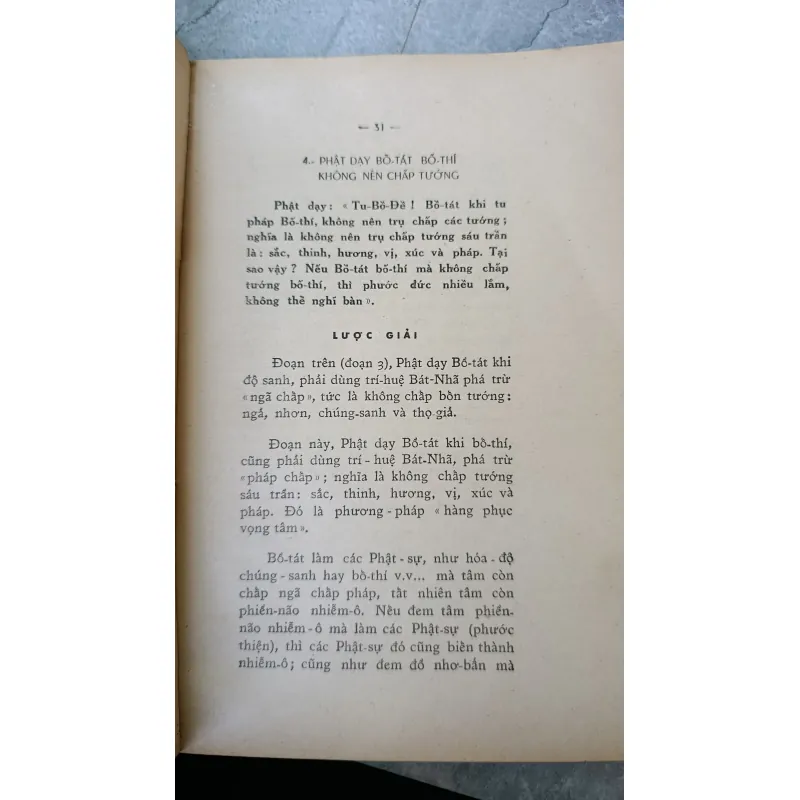 — 31 —
4.- PHẬT DẠY BỒ-TÁT BỐ-THÍ
KHÔNG NÊN CHẤP TƯỚNG
Phật dạy: « Tu-Bồ-Đề ! Bồ-tát khi tu
pháp Bố-thí, không nên trụ chấp các tướng ;
nghĩa là không nên trụ chấp tướng sáu trần
là : sắc, thinh, hương, vị, xúc và pháp. Tại
sao vậy ? Nếu Bồ-tát bố-thí mà không chấp
tướng bố-thí, thì phước đức nhiều lắm,
không thể nghĩ bàn ».
LƯỢC GIẢI
Đoạn trên (đoạn 3), Phật dạy Bồ-tát khi
độ sanh, phải dùng trí-huệ Bát-Nhã phá trừ
« ngã chấp », tức là không chấp bốn tướng :
ngã, nhơn, chúng-sanh và thọ giả.
Đoạn này, Phật dạy Bồ-tát khi bố-thí,
cũng phải dùng trí - huệ Bát-Nhã, phá trừ
« pháp chấp » ; nghĩa là không chấp tướng
sáu trần : sắc, thinh, hương, vị, xúc và
pháp. Đó là phương - pháp « hàng phục
vọng tâm ».
Bồ-tát làm các Phật - sự, như hóa - độ
chúng - sanh hay bố-thí v.v... mà tâm còn
chấp ngã chấp pháp, tất nhiên tâm còn
phiền-não nhiễm-ô. Nếu đem tâm phiền-
não nhiễm - ô mà làm các Phật-sự (phước
thiện), thì các Phật-sự đó cũng biến thành
nhiễm-ô ; cũng như đem đồ nhơ-bẩn mà